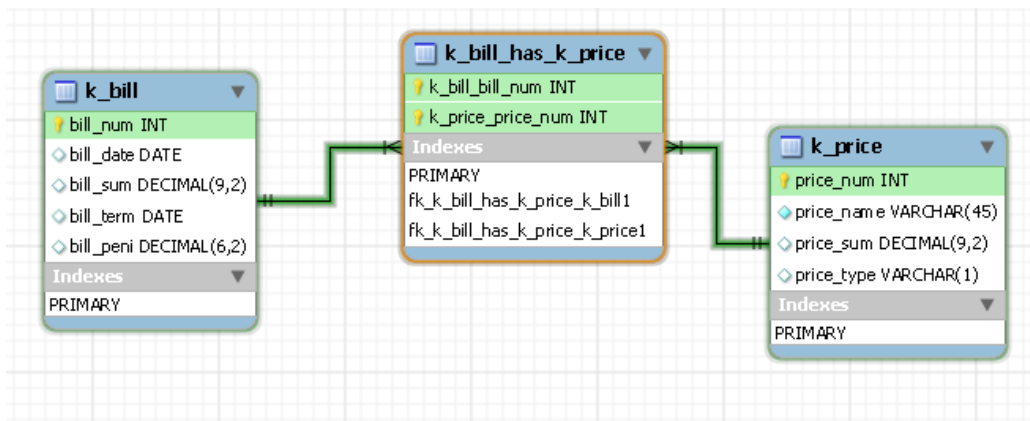 k_bill
bill_num INT
bill_date DATE
bill_sum DECIMAL(9,2)
bill_term DATE
bill_peni DECIMAL(6,2)
Indexes
PRIMARY
k_bill_has_k_price
k_bill_bill_num INT
k_price_price_num INT
Indexes
PRIMARY
fk_k_bill_has_k_price_k_bill1
fk_k_bill_has_k_price_k_price1
k_price
price_num INT
price_name VARCHAR(45)
price_sum DECIMAL(9,2)
price_type VARCHAR(1)
Indexes
PRIMARY